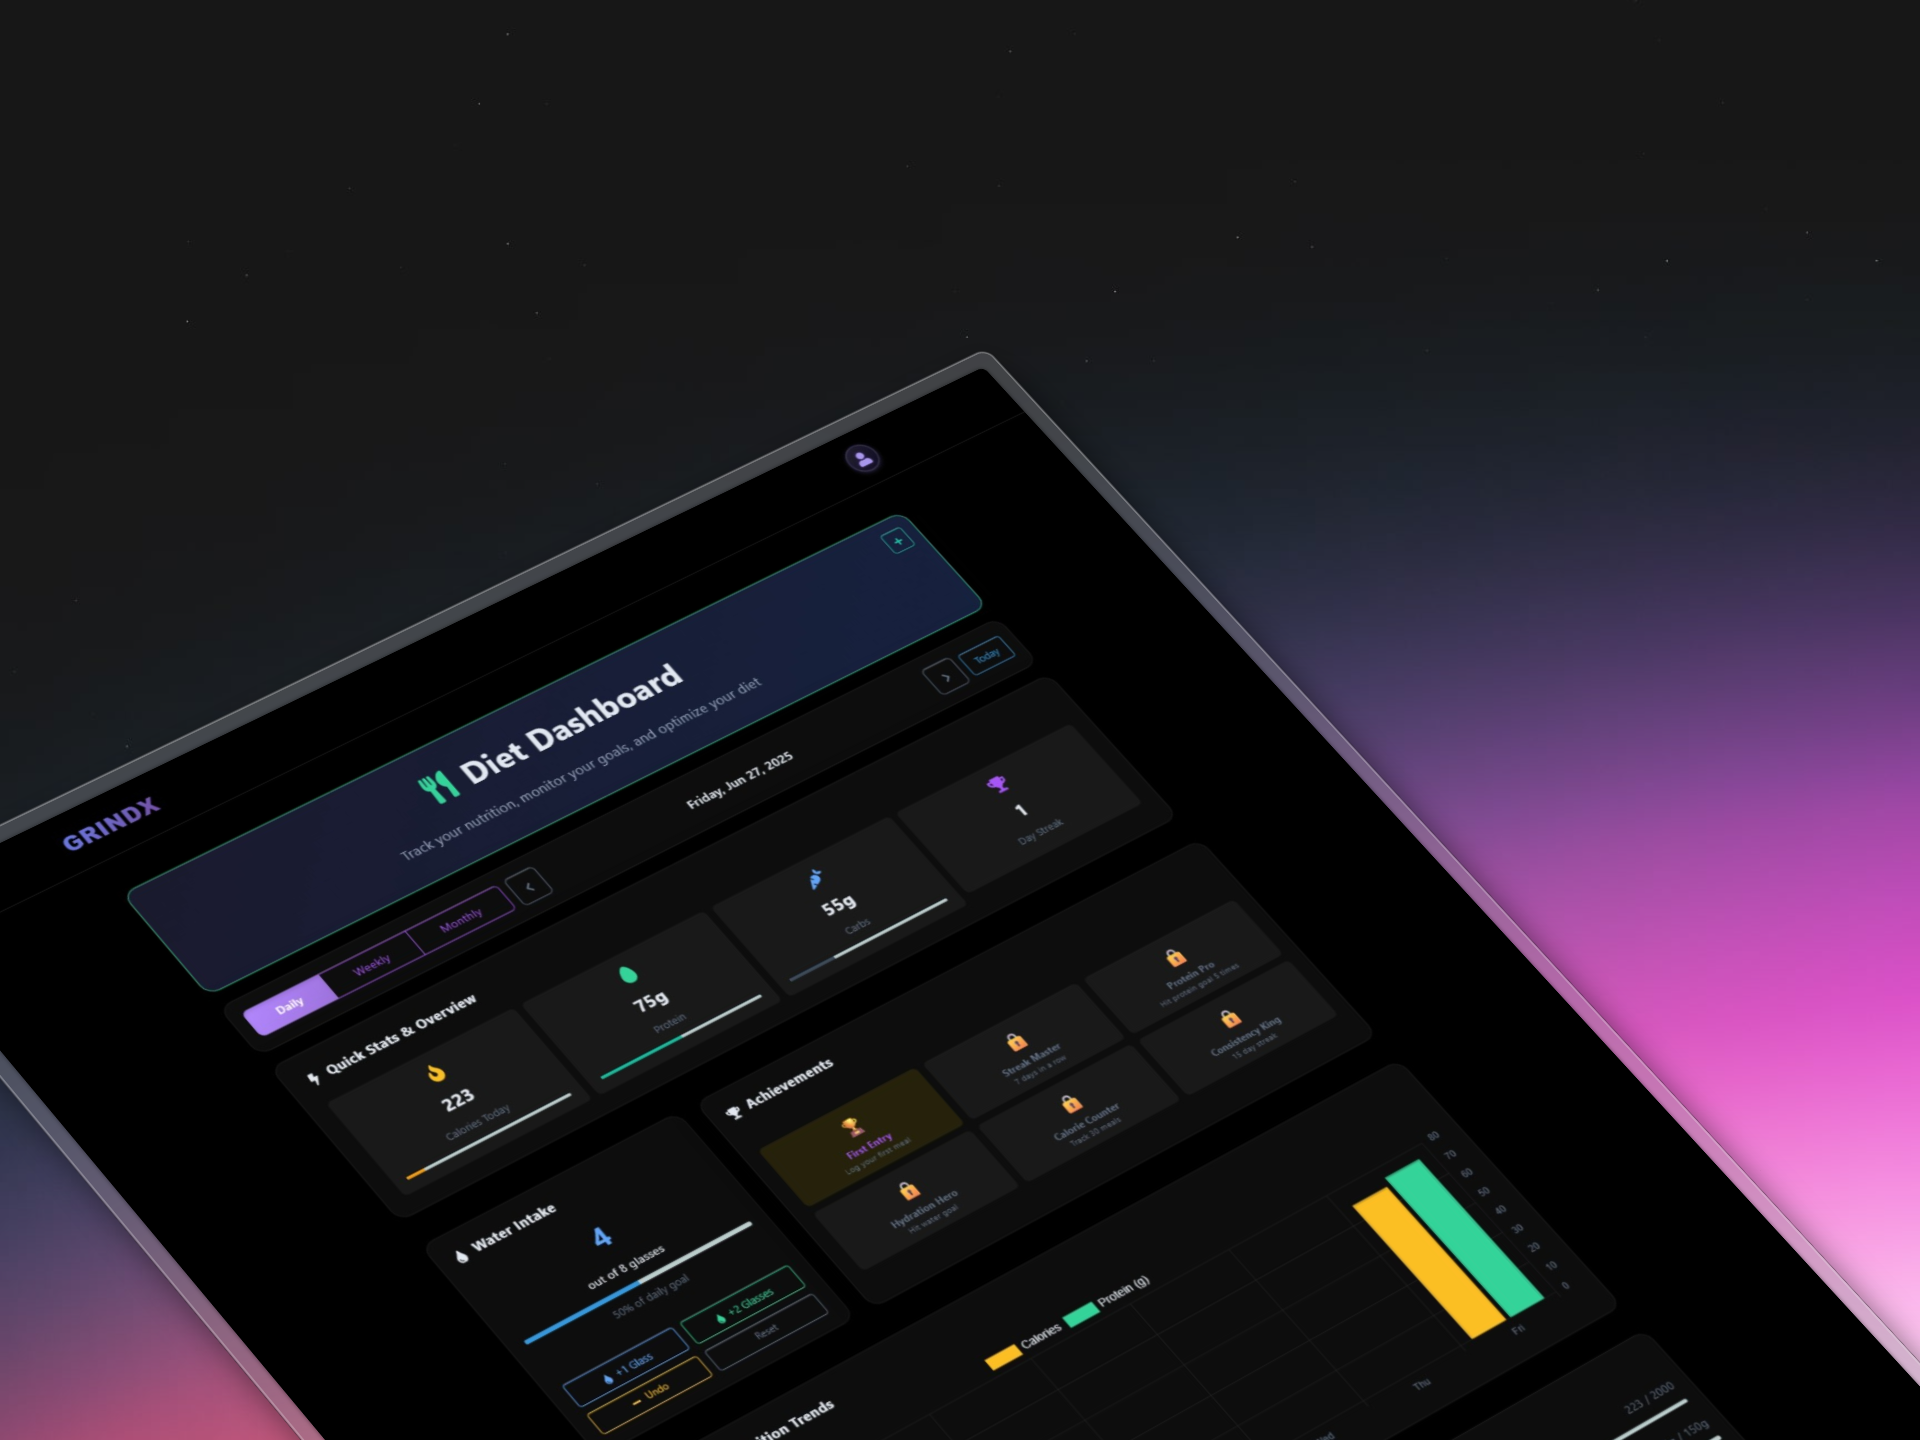 GRINDX
Diet Dashboard
Track your nutrition, monitor your goals, and optimize your diet
Daily
Weekly
Monthly
Friday, Jun 27, 2025
Today
Quick Stats & Overview
223
Calories Today
75g
Protein
55g
Carbs
1
Day Streak
Water Intake
4
out of 8 glasses
50% of daily goal
+1 Glass
+2 Glasses
Undo
Reset
Achievements
First Entry
Log your first meal
Streak Master
7 days in a row
Protein Pro
Hit protein goal 5 times
Hydration Hero
Hit water goal
Calorie Counter
Track 10 meals
Consistency King
15 day streak
ition Trends
Calories
Protein (g)
80
70
60
50
40
30
20
10
0
Thu
Fri
223 / 2000
/ 150g